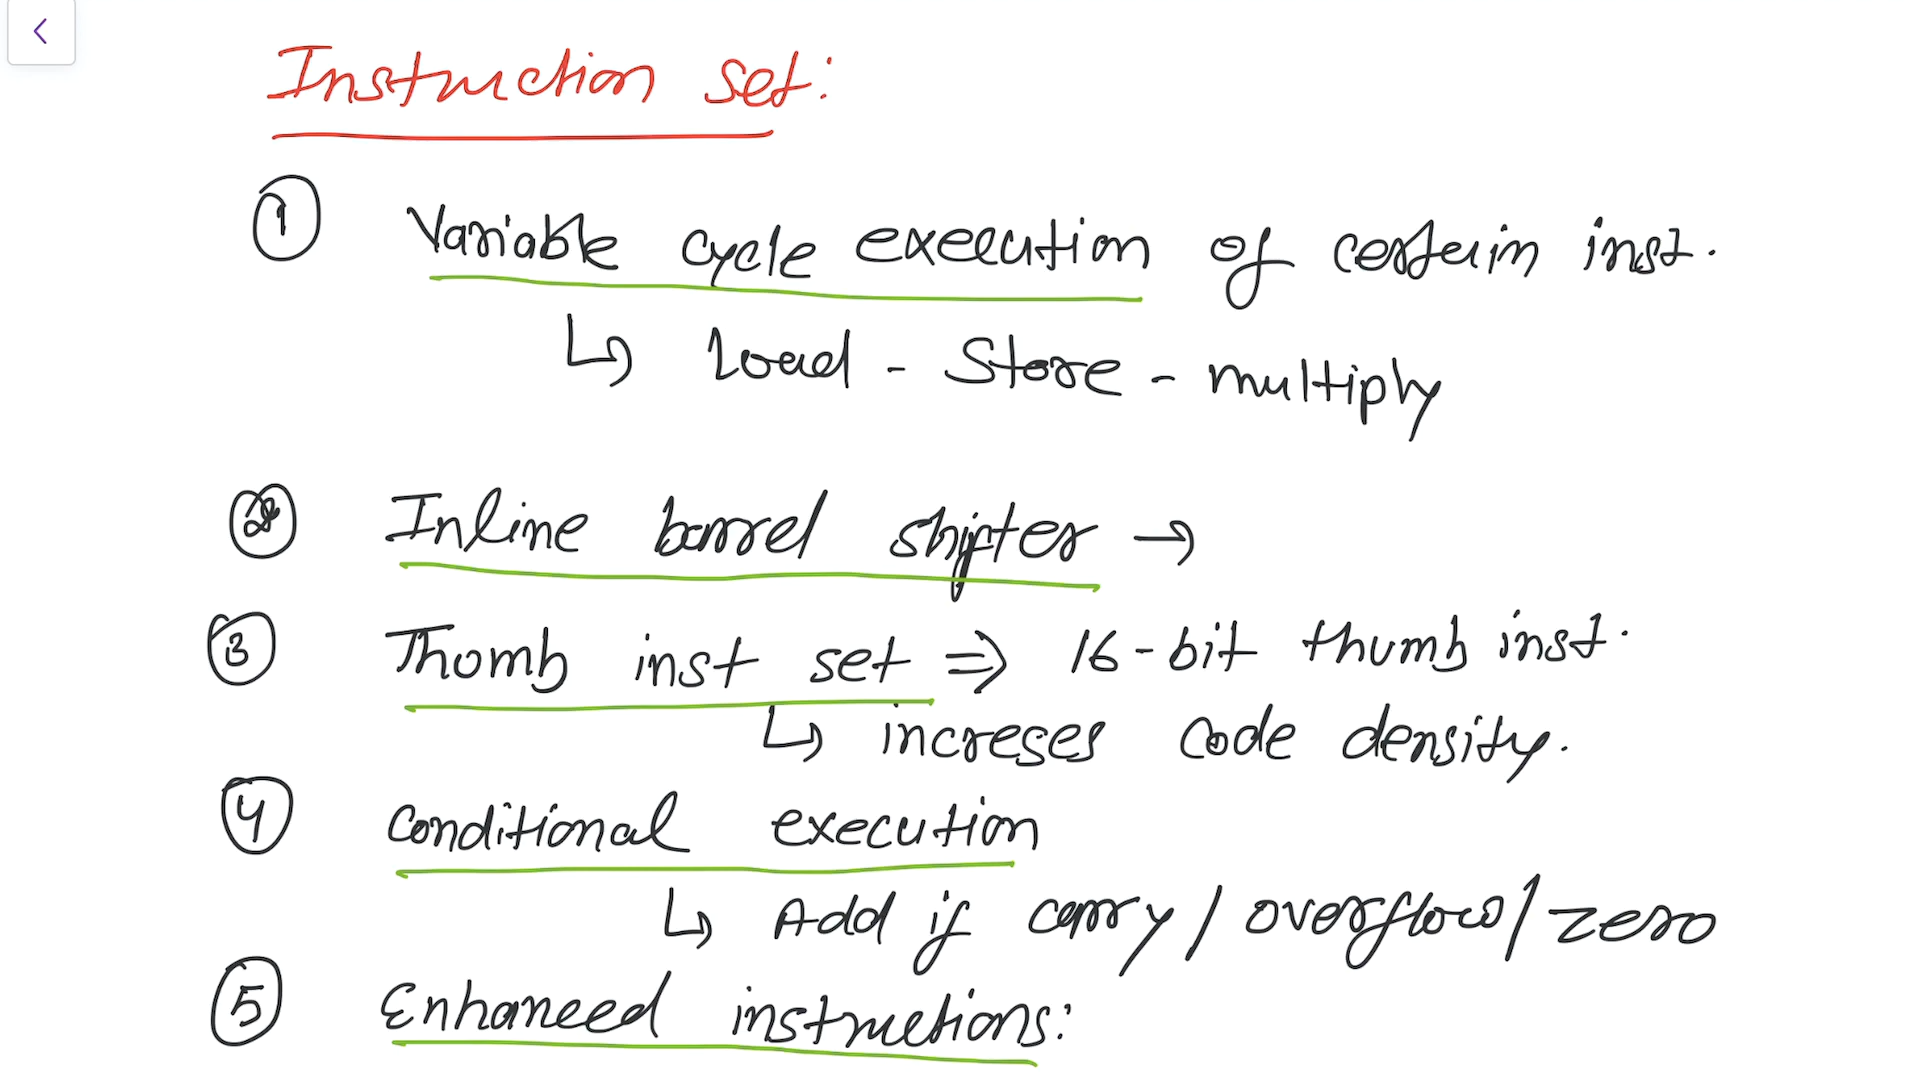 Instruction set:
① Variable cycle execution of certain inst.
↳ Load - Store - multiply
② Inline barrel shifter →
③ Thomb inst set ⇒ 16-bit thumb inst.
↳ increses code density.
④ Conditional execution
↳ Add if carry/overflow/zero
⑤ Enhanced instructions: